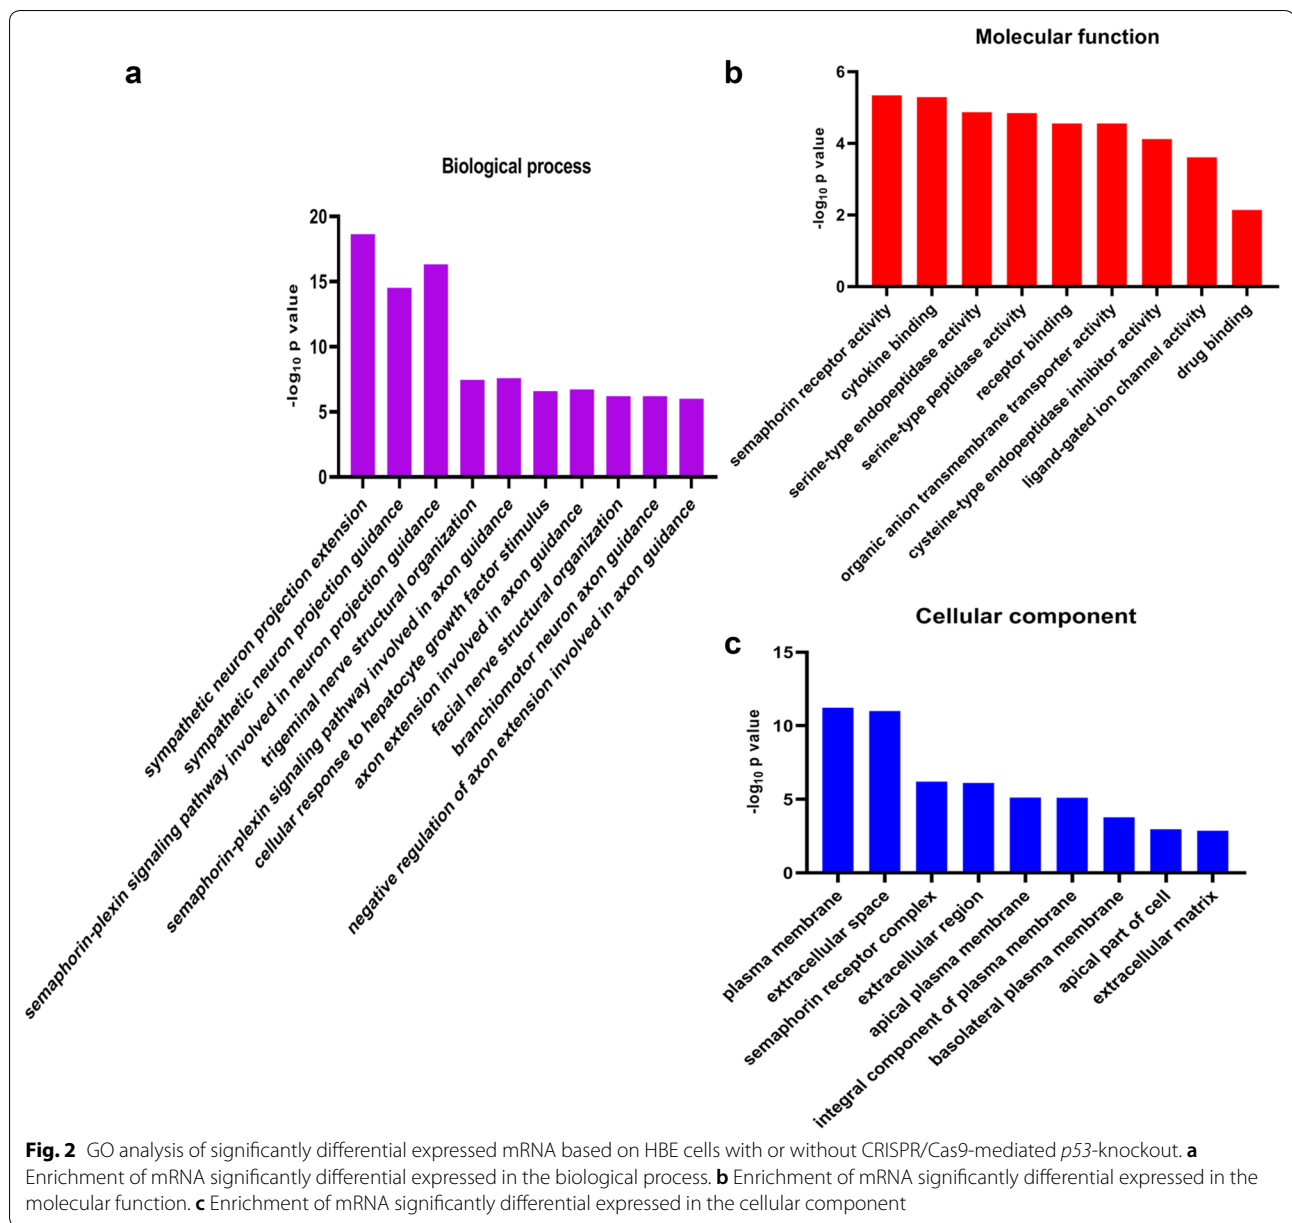 a
Biological process
-log10 p value
20
15
10
5
0
sympathetic neuron projection extension
sympathetic neuron projection guidance
semaphorin-plexin signaling pathway involved in neuron projection guidance
trigeminal nerve structural organization
semaphorin-plexin signaling pathway involved in axon guidance
cellular response to hepatocyte growth factor stimulus
axon extension involved in axon guidance
facial nerve structural organization
branchiomotor neuron axon guidance
negative regulation of axon extension involved in axon guidance
b
Molecular function
-log10 p value
6
4
2
0
semaphorin receptor activity
cytokine binding
serine-type endopeptidase activity
serine-type peptidase activity
receptor binding
organic anion transmembrane transporter activity
cysteine-type endopeptidase inhibitor activity
ligand-gated ion channel activity
drug binding
c
Cellular component
-log10 p value
15
10
5
0
plasma membrane
extracellular space
semaphorin receptor complex
extracellular region
apical plasma membrane
integral component of plasma membrane
basolateral plasma membrane
apical part of cell
extracellular matrix
Fig. 2 GO analysis of significantly differential expressed mRNA based on HBE cells with or without CRISPR/Cas9-mediated p53-knockout. a
Enrichment of mRNA significantly differential expressed in the biological process. b Enrichment of mRNA significantly differential expressed in the
molecular function. c Enrichment of mRNA significantly differential expressed in the cellular component